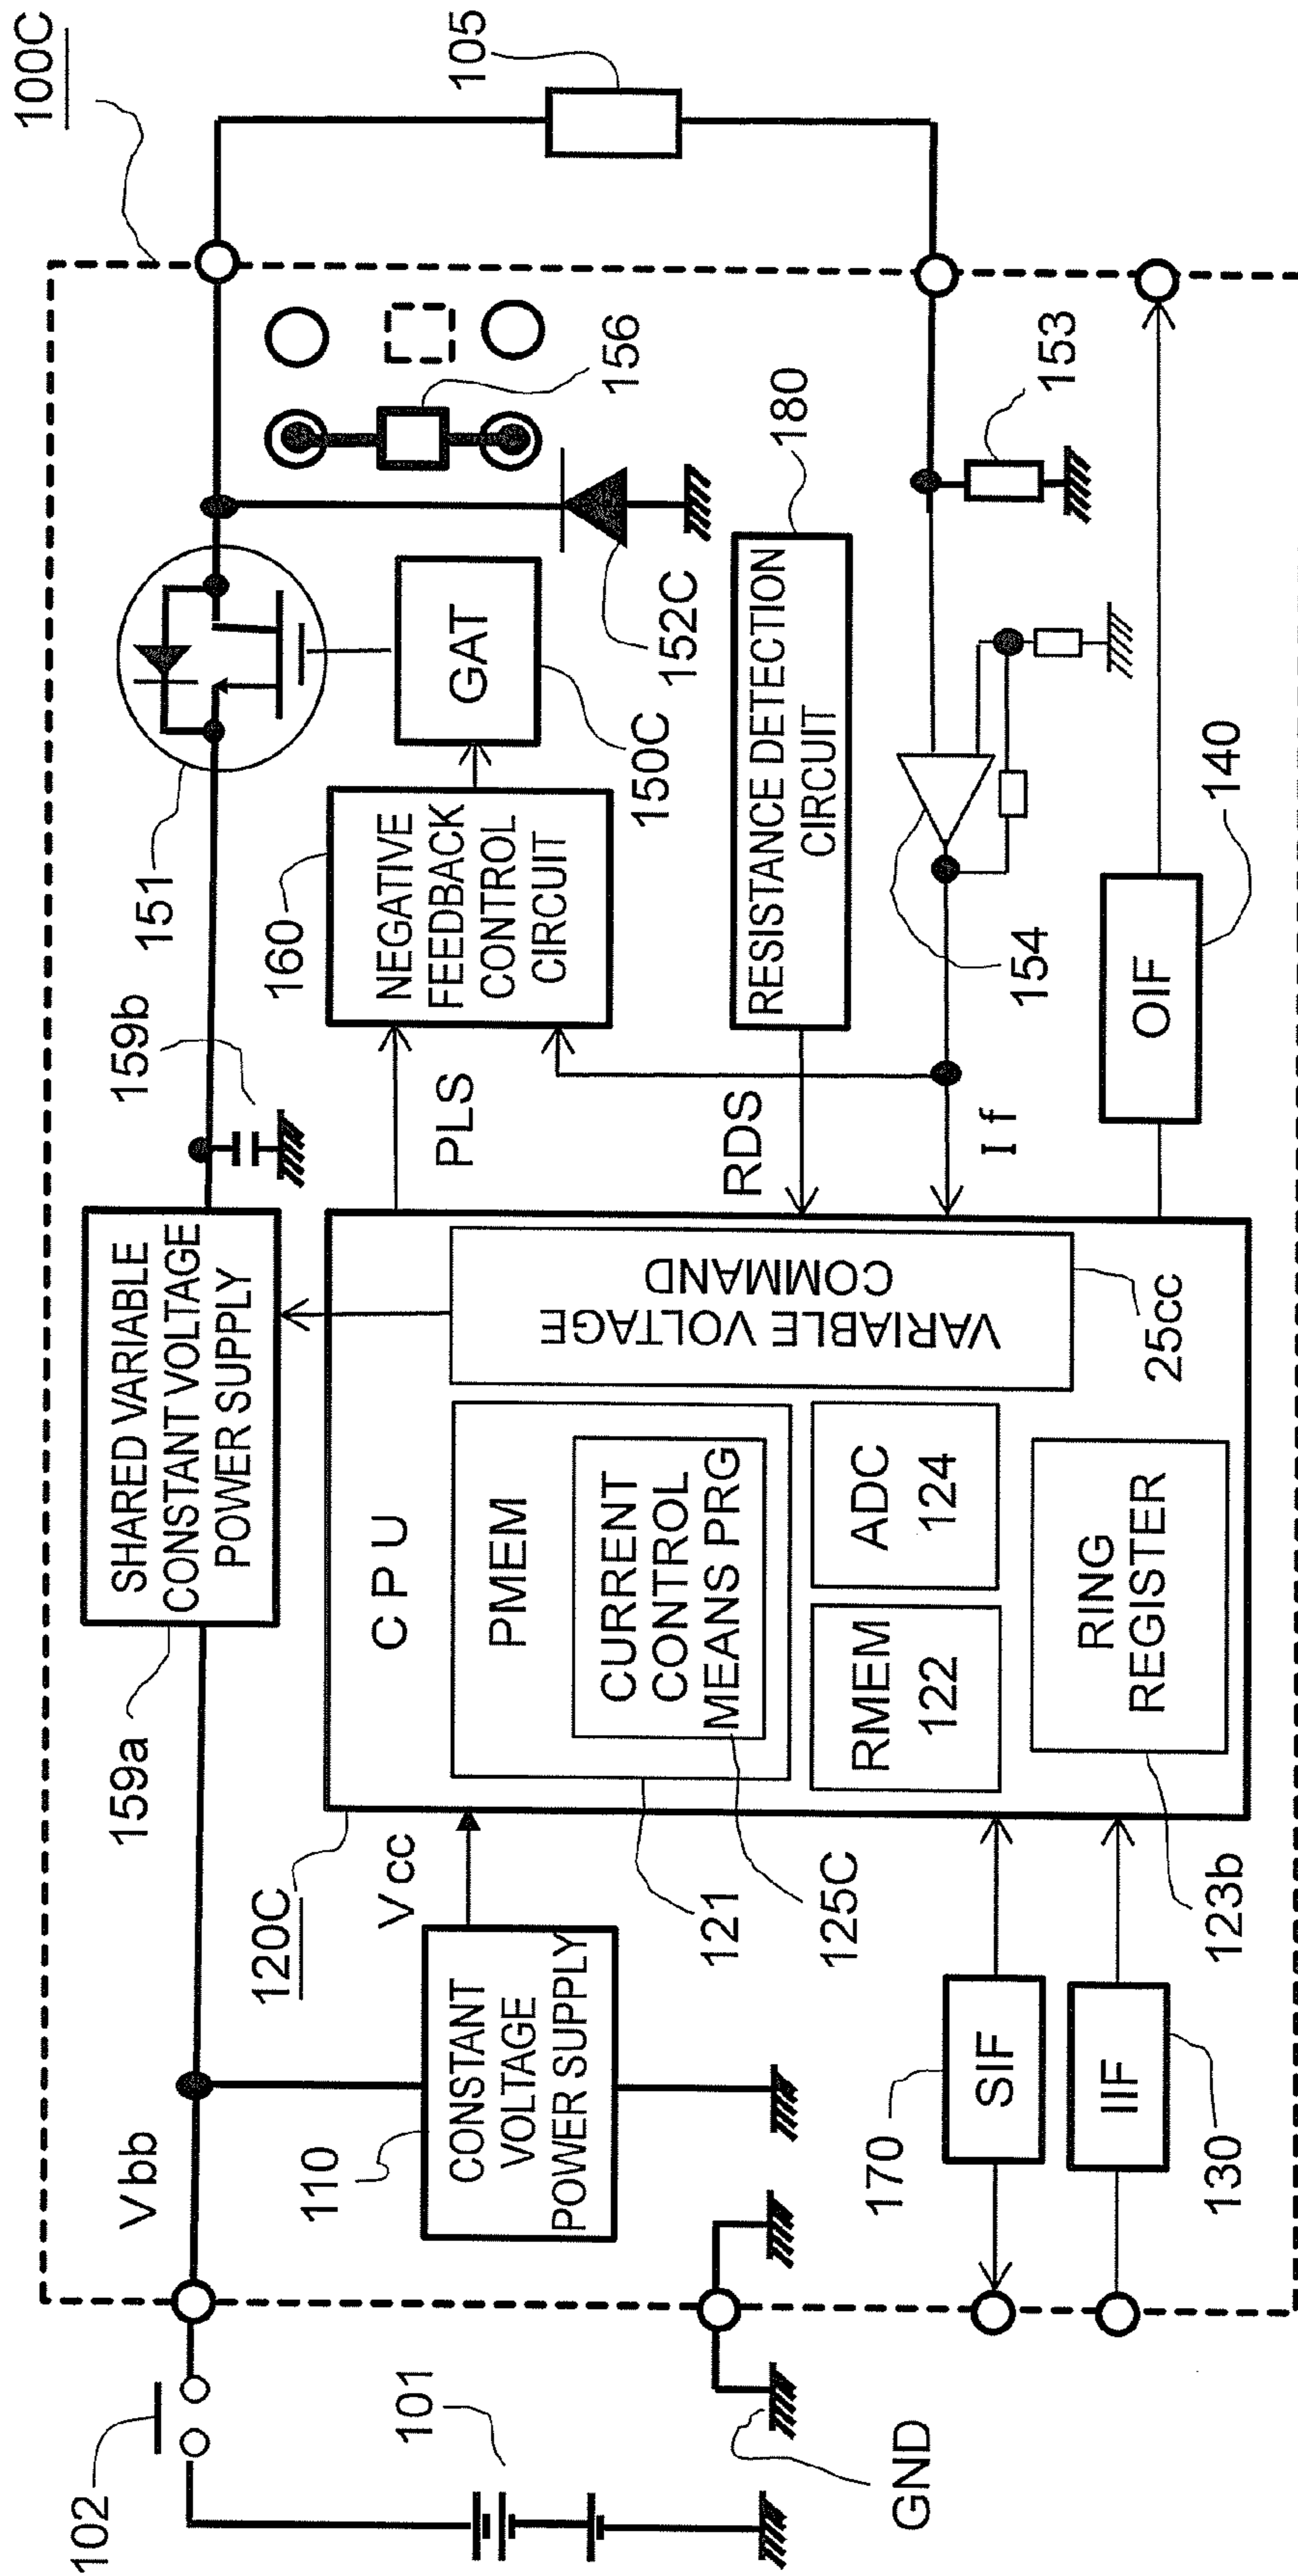 100C
102
101
Vbb
GND
110
CONSTANT
VOLTAGE
POWER SUPPLY
Vcc
120C
159a
SHARED VARIABLE
CONSTANT VOLTAGE
POWER SUPPLY
159b
151
CPU
PMEM
CURRENT
CONTROL
MEANS PRG
121
125C
RMEM
122
ADC
124
RING
REGISTER
123b
VARIABLE VOLTAGE
COMMAND
25cc
PLS
160
NEGATIVE
FEEDBACK
CONTROL
CIRCUIT
GAT
150C
152C
156
105
RDS
RESISTANCE DETECTION
CIRCUIT
180
153
154
If
OIF
140
170
SIF
IIF
130